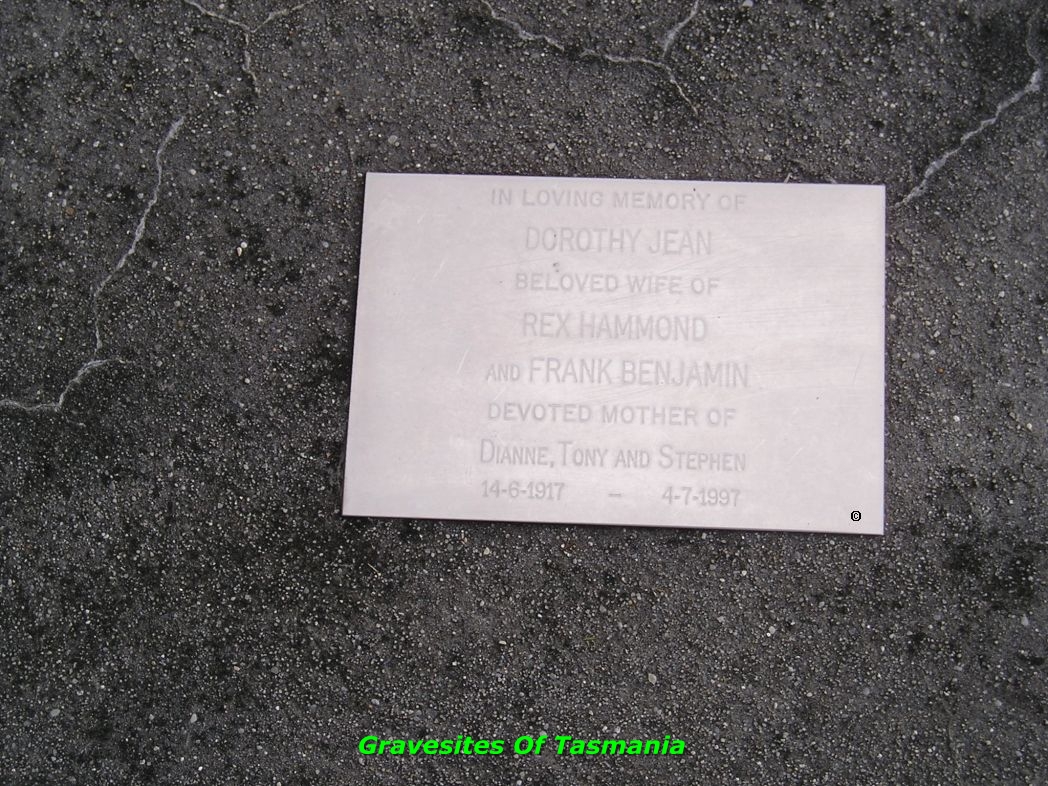 IN LOVING MEMORY OF
DOROTHY JEAN
BELOVED WIFE OF
REX HAMMOND
AND FRANK BENJAMIN
DEVOTED MOTHER OF
DIANNE, TONY AND STEPHEN
14-6-1917 – 4-7-1997
©
Gravesites Of Tasmania